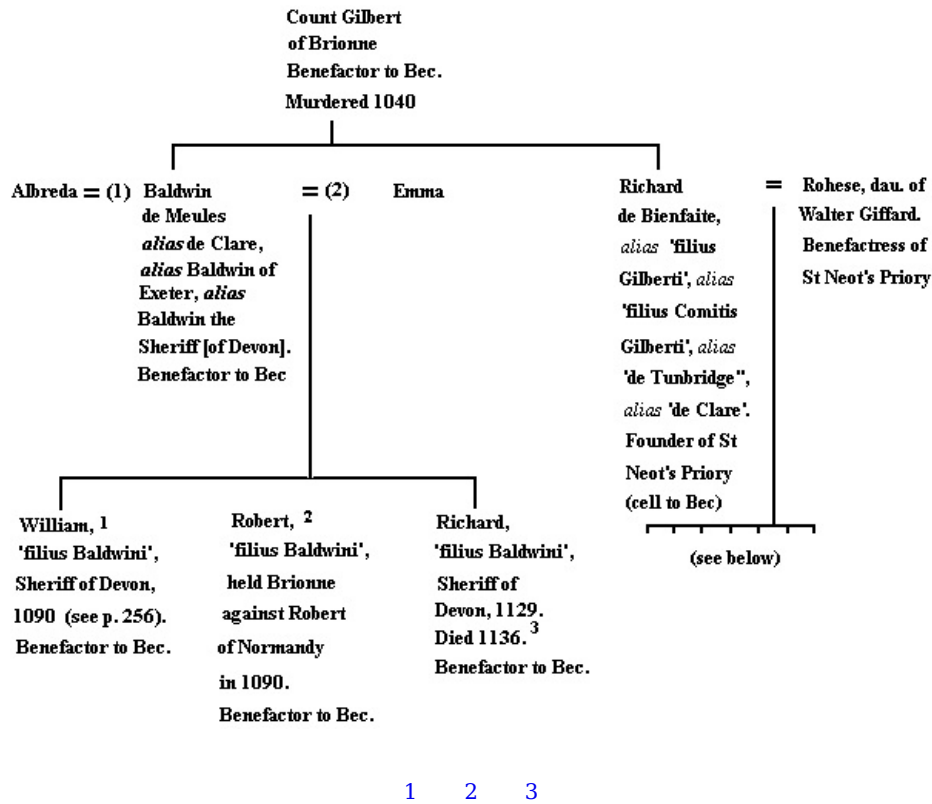 Count Gilbert
of Brionne
Benefactor to Bec.
Murdered 1040
Albreda = (1) Baldwin = (2) Emma
de Meules
alias de Clare,
alias Baldwin of
Exeter, alias
Baldwin the
Sheriff [of Devon].
Benefactor to Bec
Richard = Rohese, dau. of
de Bienfaite, Walter Giffard.
alias 'filius Benefactress of
Gilberti', alias St Neot's Priory
'filius Comitis
Gilberti', alias
'de Tunbridge",
alias 'de Clare'.
Founder of St
Neot's Priory
(cell to Bec)
(see below)
William, 1
'filius Baldwini',
Sheriff of Devon,
1090 (see p. 256).
Benefactor to Bec.
Robert, 2
'filius Baldwini',
held Brionne
against Robert
of Normandy
in 1090.
Benefactor to Bec.
Richard,
'filius Baldwini',
Sheriff of
Devon, 1129.
Died 1136. 3
Benefactor to Bec.
1 2 3